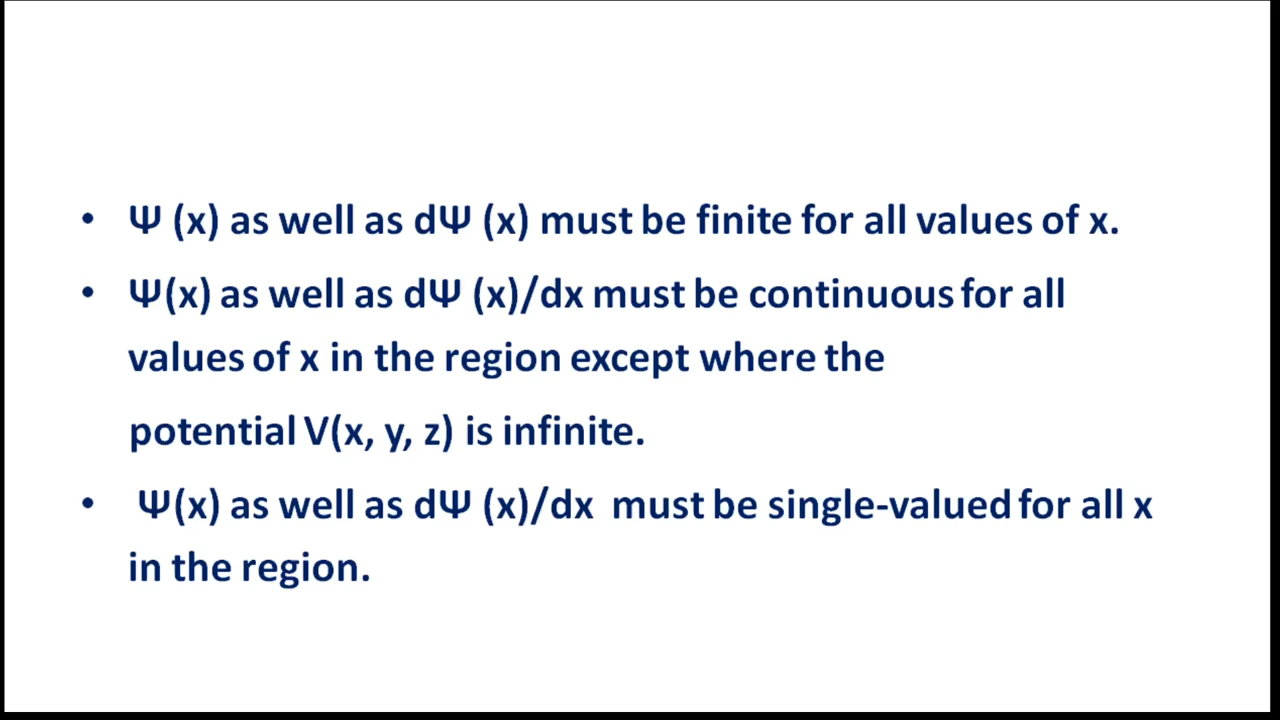 • Ψ (x) as well as dΨ (x) must be finite for all values of x.
• Ψ(x) as well as dΨ (x)/dx must be continuous for all
values of x in the region except where the
potential V(x, y, z) is infinite.
• Ψ(x) as well as dΨ (x)/dx must be single-valued for all x
in the region.